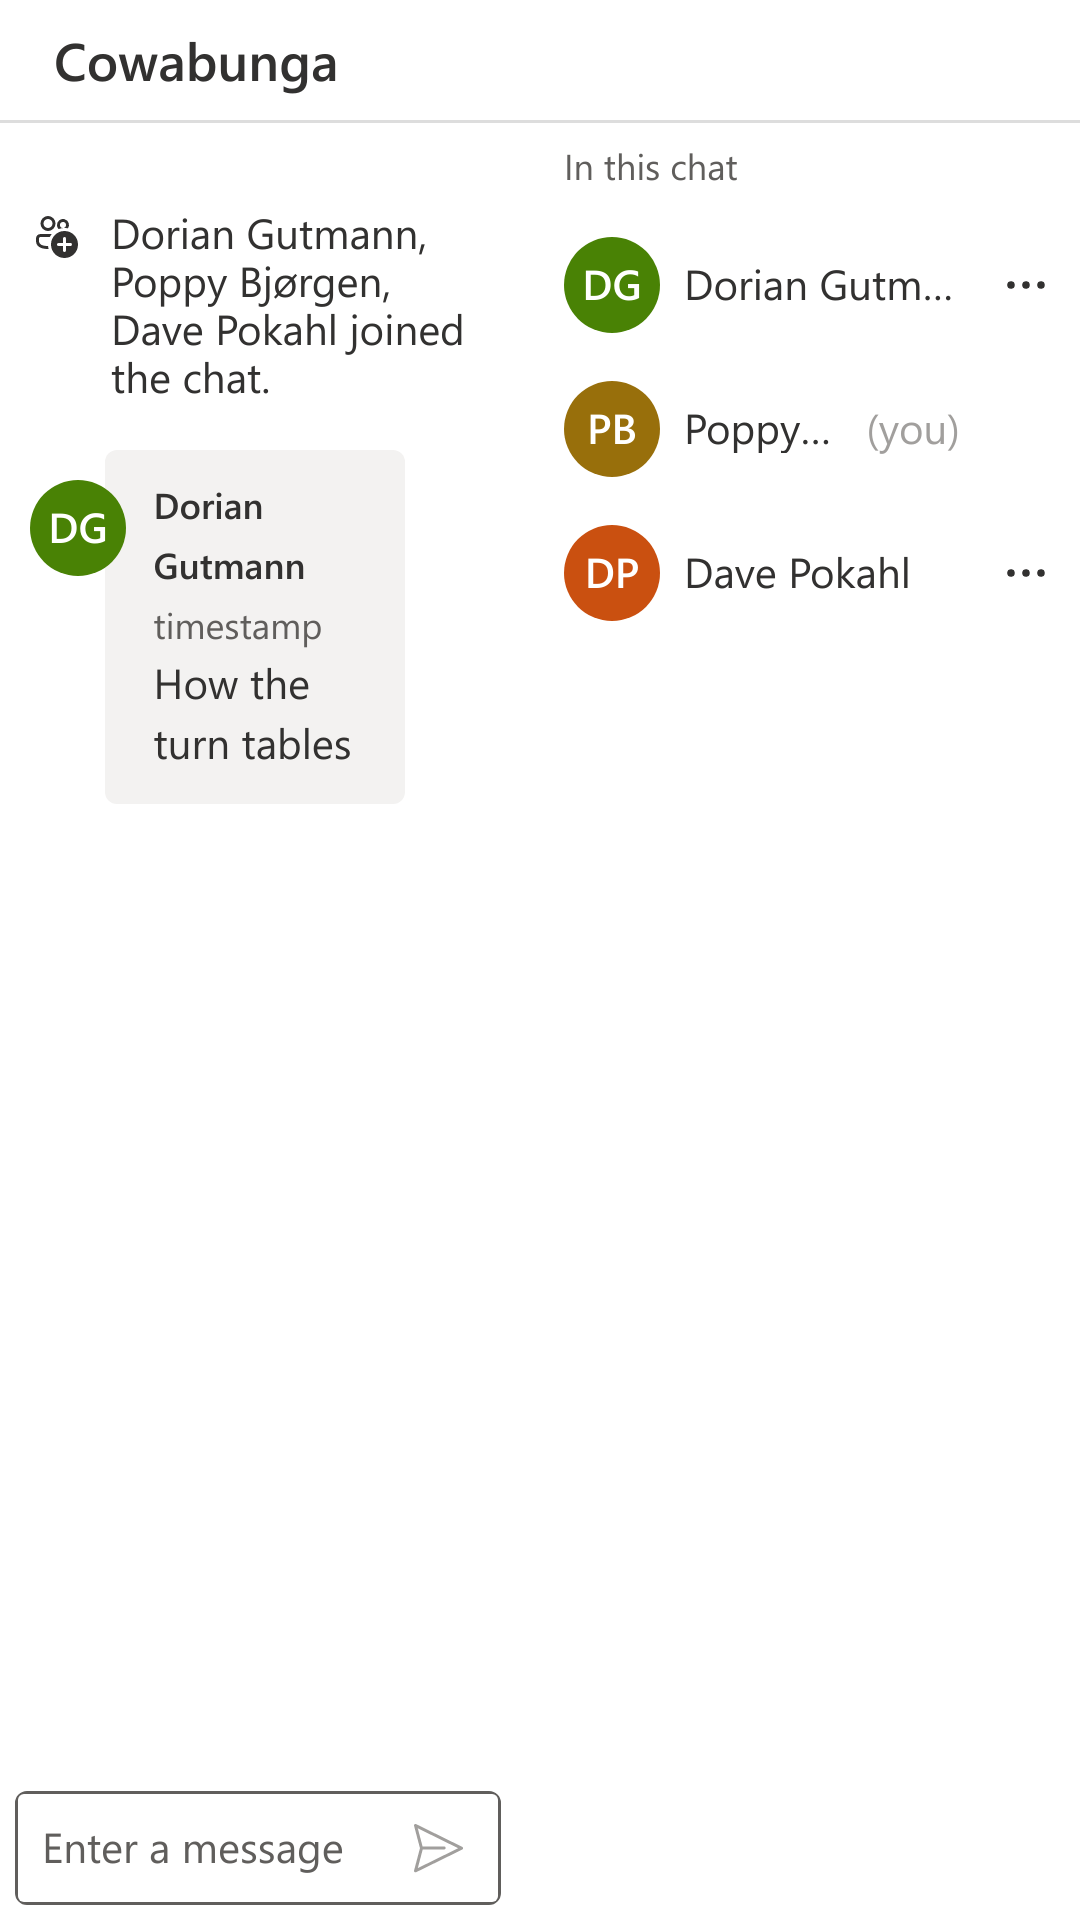 Cowabunga
Dorian Gutmann,
Poppy Bjørgen,
Dave Pokahl joined
the chat.
DG
Dorian
Gutmann
timestamp
How the
turn tables
Enter a message
In this chat
DG
Dorian Gutm...
PB
Poppy... (you)
DP
Dave Pokahl